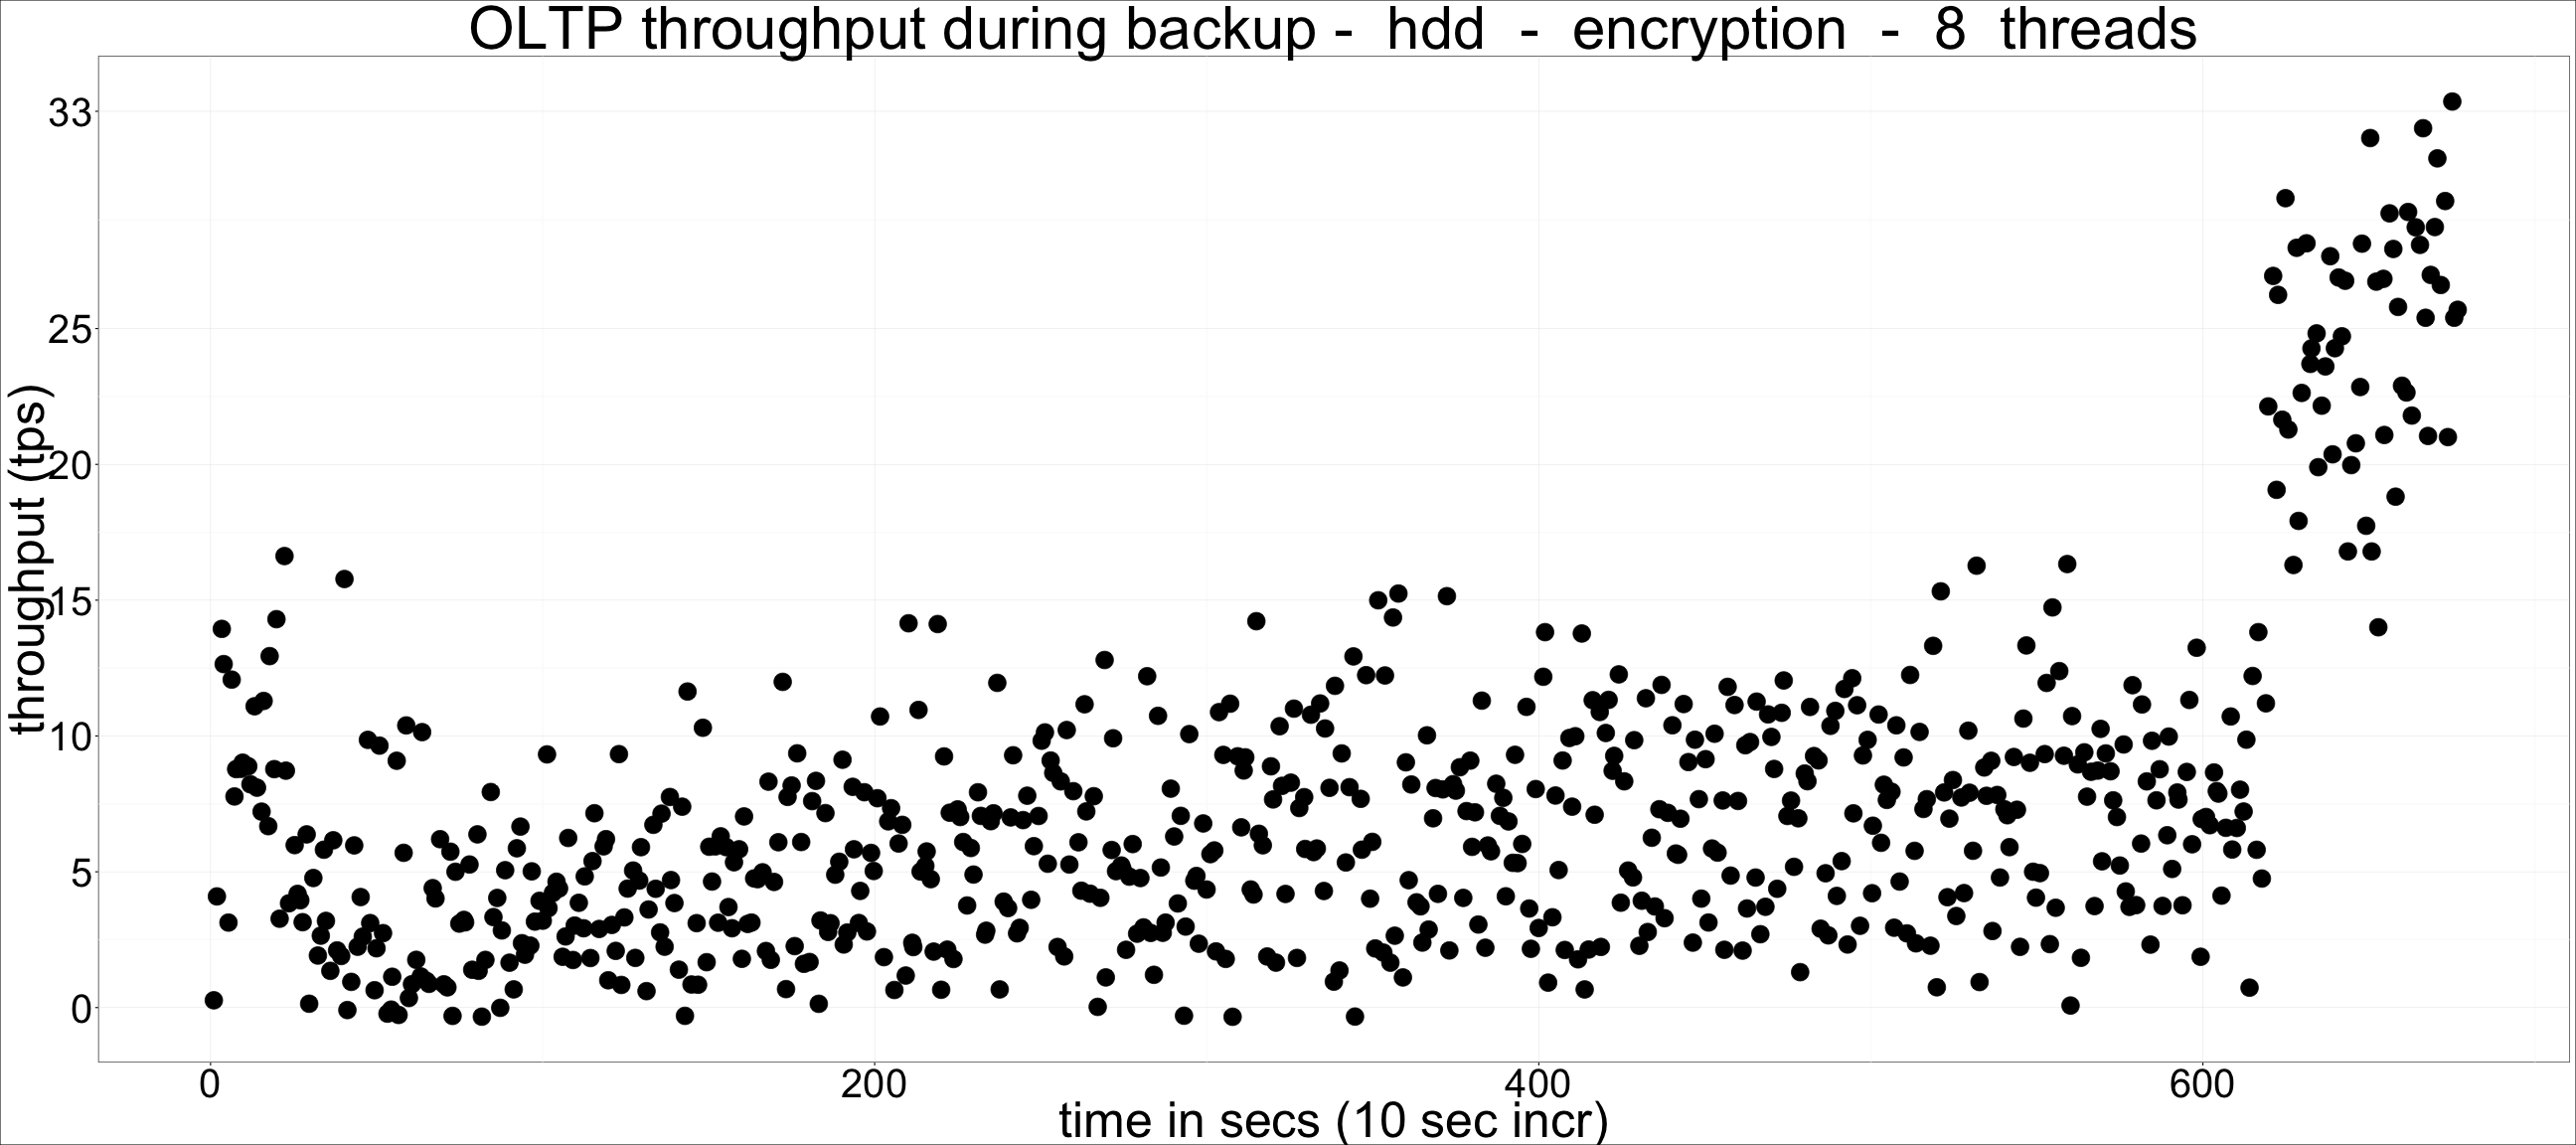 OLTP throughput during backup - hdd - encryption - 8 threads
throughput (tps)
33
25
20
15
10
5
0
0 200 400 600
time in secs (10 sec incr)